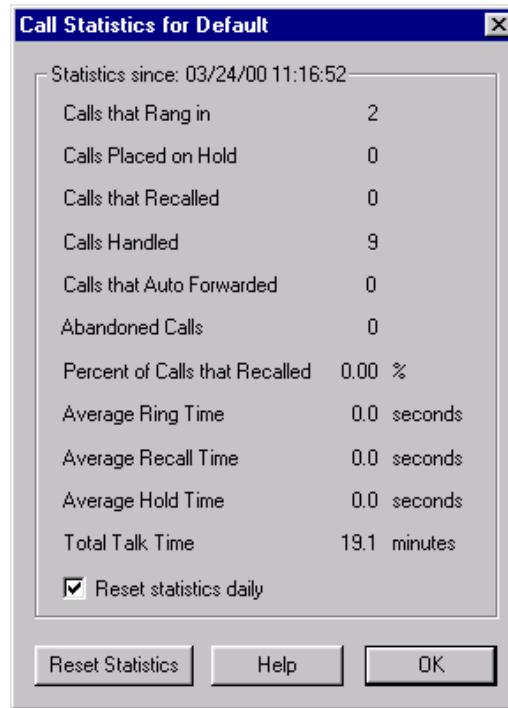 Call Statistics for Default
Statistics since: 03/24/00 11:16:52
Calls that Rang in 2
Calls Placed on Hold 0
Calls that Recalled 0
Calls Handled 9
Calls that Auto Forwarded 0
Abandoned Calls 0
Percent of Calls that Recalled 0.00 %
Average Ring Time 0.0 seconds
Average Recall Time 0.0 seconds
Average Hold Time 0.0 seconds
Total Talk Time 19.1 minutes
Reset statistics daily
Reset Statistics Help OK